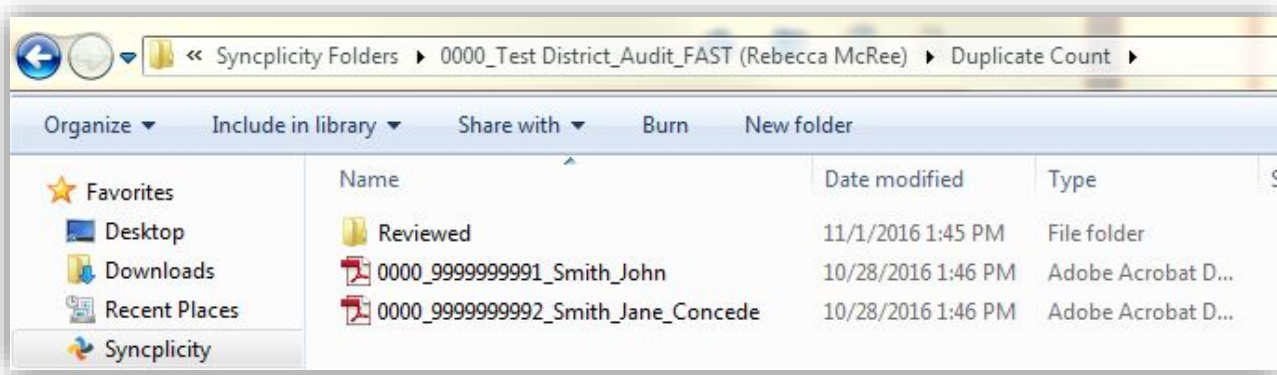 « Syncplicity Folders ▸ 0000_Test District_Audit_FAST (Rebecca McRee) ▸ Duplicate Count ▸
Organize ▾ Include in library ▾ Share with ▾ Burn New folder
Favorites
Desktop
Downloads
Recent Places
Syncplicity
Name Date modified Type S
Reviewed 11/1/2016 1:45 PM File folder
0000_9999999991_Smith_John 10/28/2016 1:46 PM Adobe Acrobat D...
0000_9999999992_Smith_Jane_Concede 10/28/2016 1:46 PM Adobe Acrobat D...